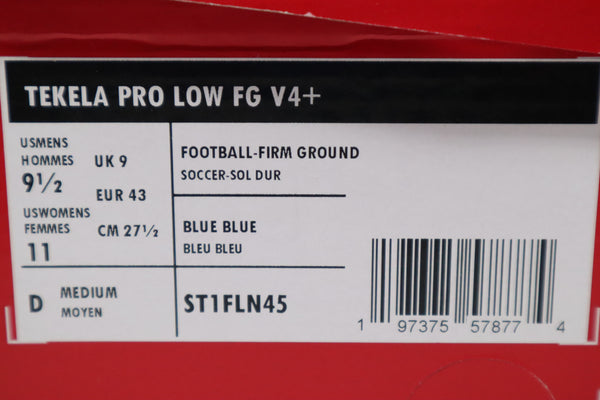 TEKELA PRO LOW FG V4+
USMENS
HOMMES
9½
UK 9
EUR 43
USWOMENS
FEMMES
11
CM 27½
FOOTBALL-FIRM GROUND
SOCCER-SOL DUR
BLUE BLUE
BLEU BLEU
D
MEDIUM
MOYEN
ST1FLN45
1 97375 57877 4